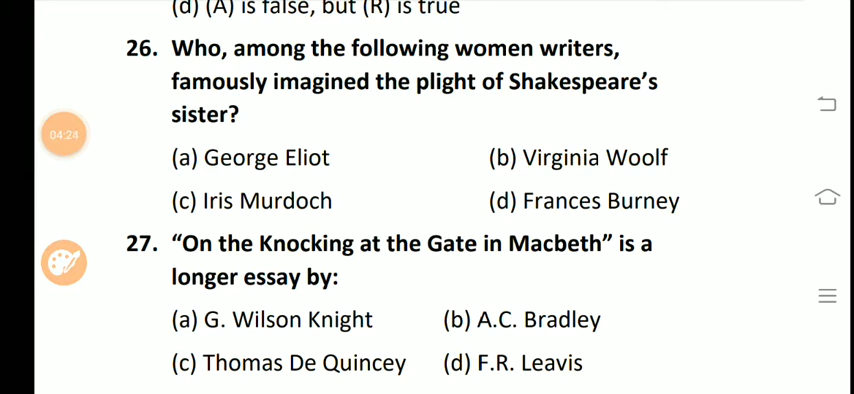 (d) (A) is false, but (R) is true
26. Who, among the following women writers,
famously imagined the plight of Shakespeare's
sister?
04:24
(a) George Eliot (b) Virginia Woolf
(c) Iris Murdoch (d) Frances Burney
27. “On the Knocking at the Gate in Macbeth” is a
longer essay by:
(a) G. Wilson Knight (b) A.C. Bradley
(c) Thomas De Quincey (d) F.R. Leavis